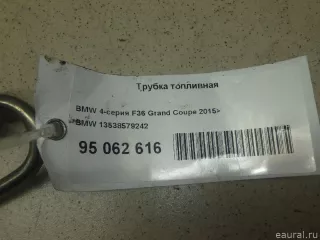 Трубка топливная
BMW 4-серия F36 Grand Coupe 2015>
BMW 13538579242
95 062 616
eaural.ru